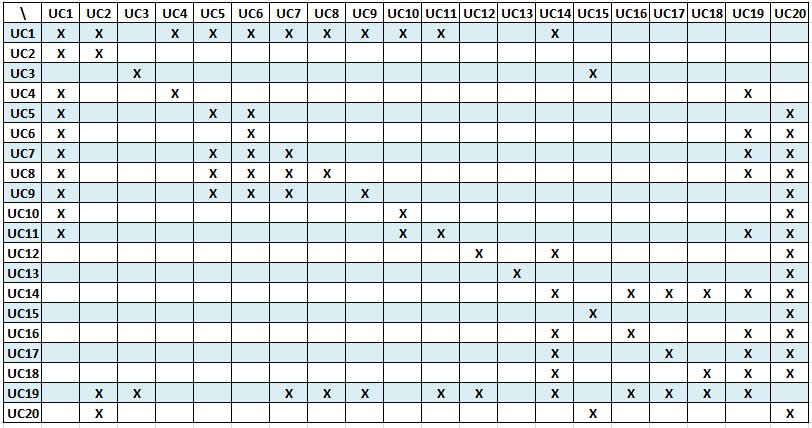 \ UC1 UC2 UC3 UC4 UC5 UC6 UC7 UC8 UC9 UC10 UC11 UC12 UC13 UC14 UC15 UC16 UC17 UC18 UC19 UC20
UC1 X X X X X X X X X X X
UC2 X X
UC3 X X
UC4 X X X
UC5 X X X X
UC6 X X X X
UC7 X X X X X X
UC8 X X X X X X X
UC9 X X X X X X
UC10 X X X
UC11 X X X X X
UC12 X X X
UC13 X X
UC14 X X X X X X
UC15 X X
UC16 X X X X
UC17 X X X X
UC18 X X X X
UC19 X X X X X X X X X X X X
UC20 X X X